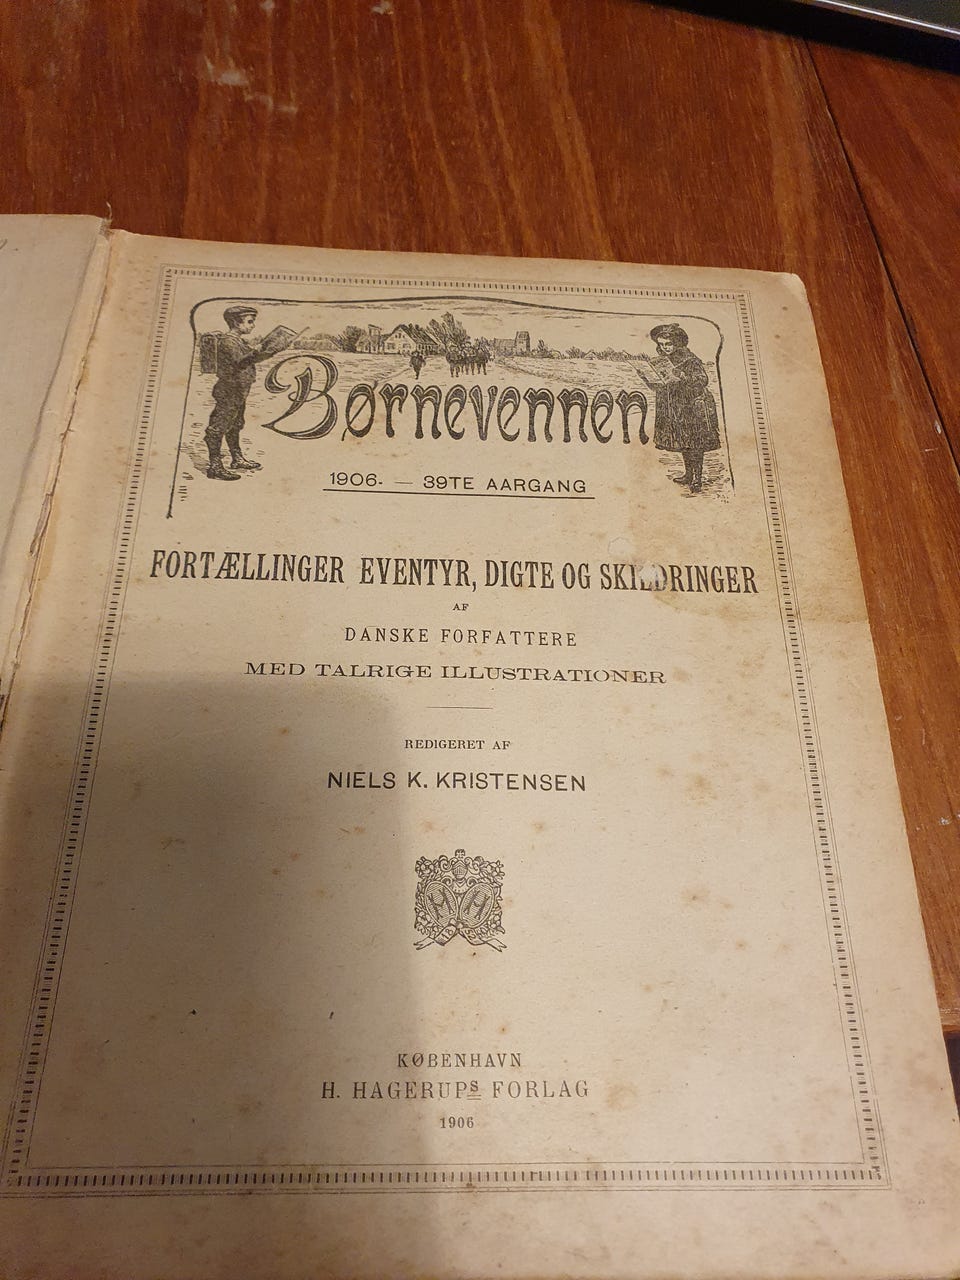 Børnevennen
1906. — 39TE AARGANG
FORTÆLLINGER EVENTYR, DIGTE OG SKILDRINGER
AF
DANSKE FORFATTERE
MED TALRIGE ILLUSTRATIONER
REDIGERET AF
NIELS K. KRISTENSEN
H H
KØBENHAVN
H. HAGERUPS FORLAG
1906